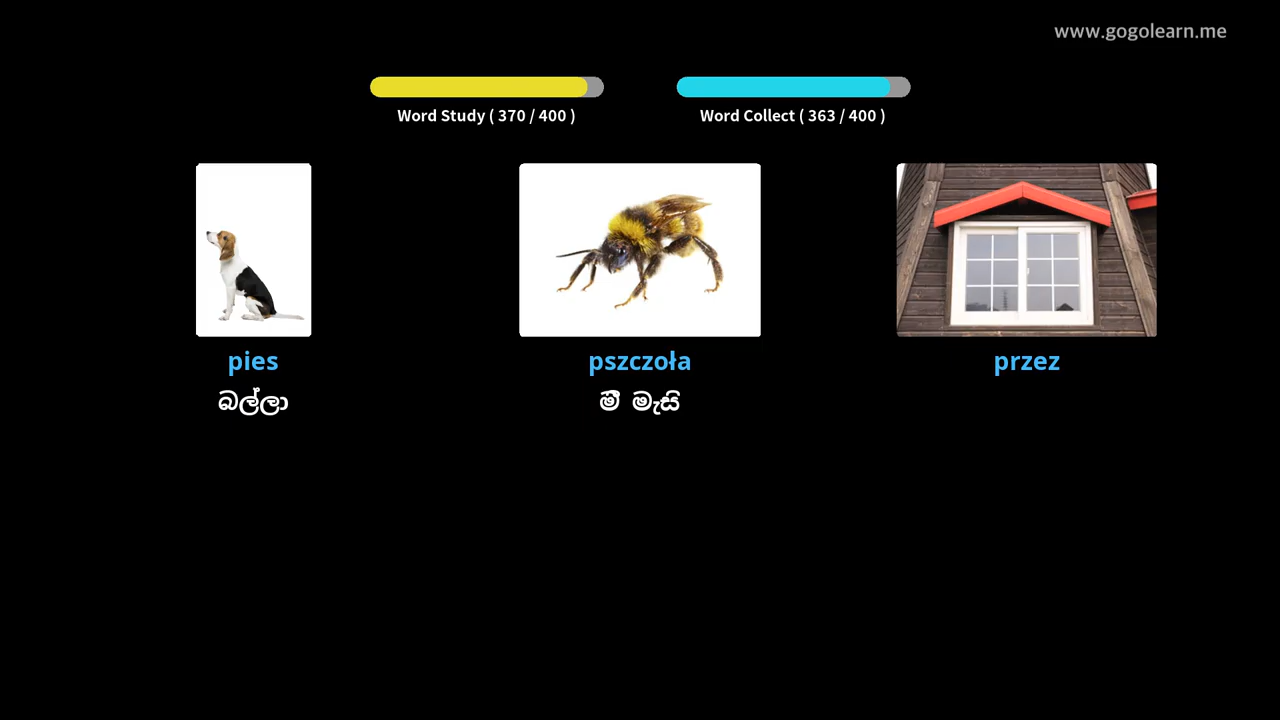 www.gogolearn.me
Word Study ( 370 / 400 )
Word Collect ( 363 / 400 )
pies
pszczoła
przez
බල්ලා
මී මැසි